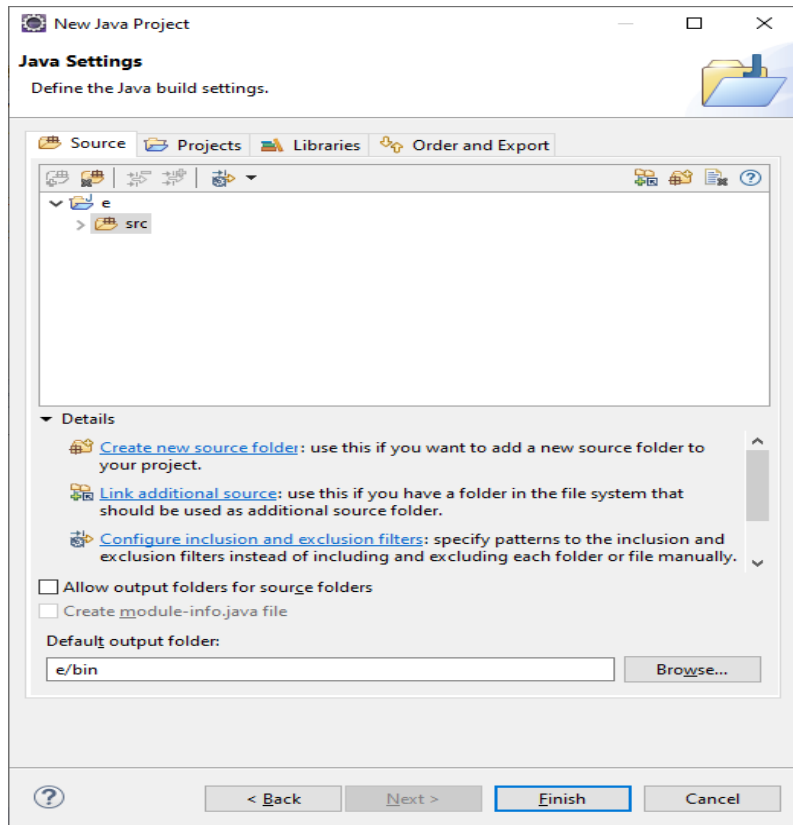 New Java Project
Java Settings
Define the Java build settings.
Source Projects Libraries Order and Export
e
src
Details
Create new source folder: use this if you want to add a new source folder to
your project.
Link additional source: use this if you have a folder in the file system that
should be used as additional source folder.
Configure inclusion and exclusion filters: specify patterns to the inclusion and
exclusion filters instead of including and excluding each folder or file manually.
Allow output folders for source folders
Create module-info.java file
Default output folder:
e/bin Browse...
< Back Next > Finish Cancel